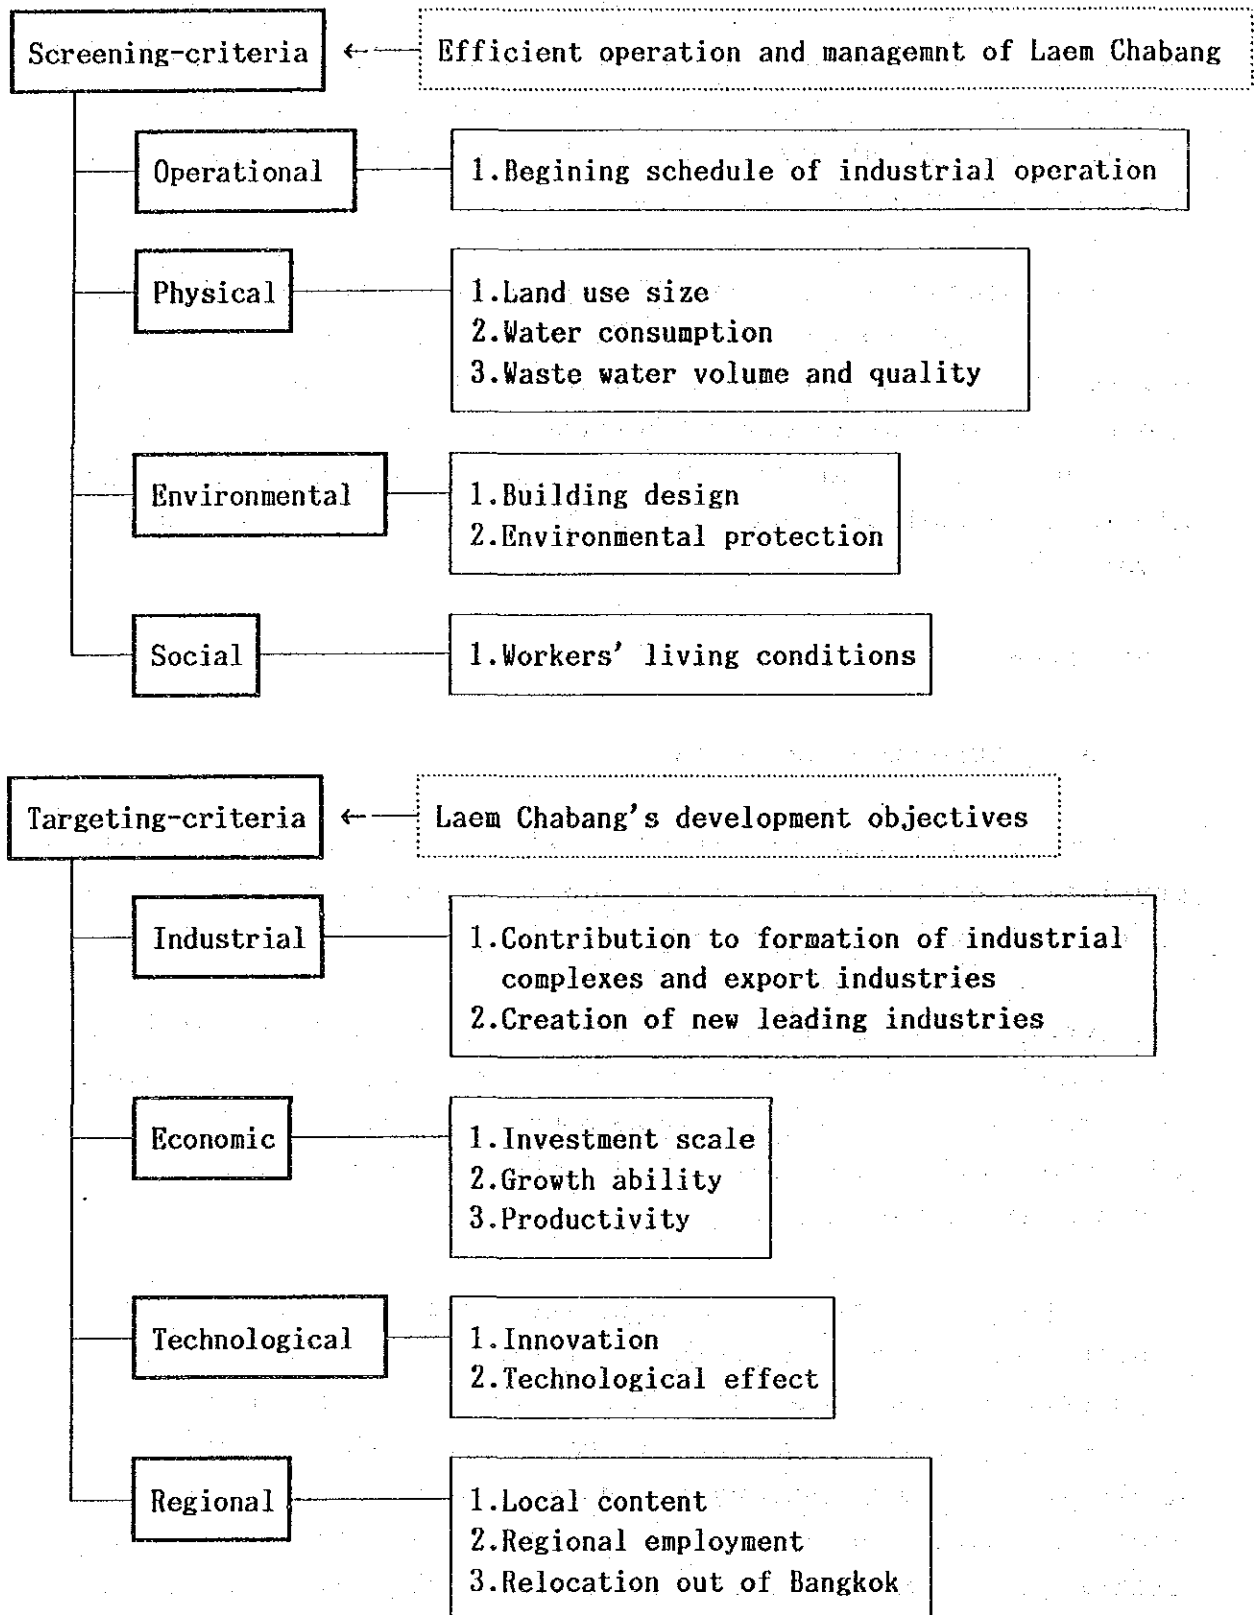 Screening-criteria ← Efficient operation and managemnt of Laem Chabang
Operational 1.Begining schedule of industrial operation
Physical 1.Land use size
2.Water consumption
3.Waste water volume and quality
Environmental 1.Building design
2.Environmental protection
Social 1.Workers' living conditions
Targeting-criteria ← Laem Chabang's development objectives
Industrial 1.Contribution to formation of industrial
complexes and export industries
2.Creation of new leading industries
Economic 1.Investment scale
2.Growth ability
3.Productivity
Technological 1.Innovation
2.Technological effect
Regional 1.Local content
2.Regional employment
3.Relocation out of Bangkok